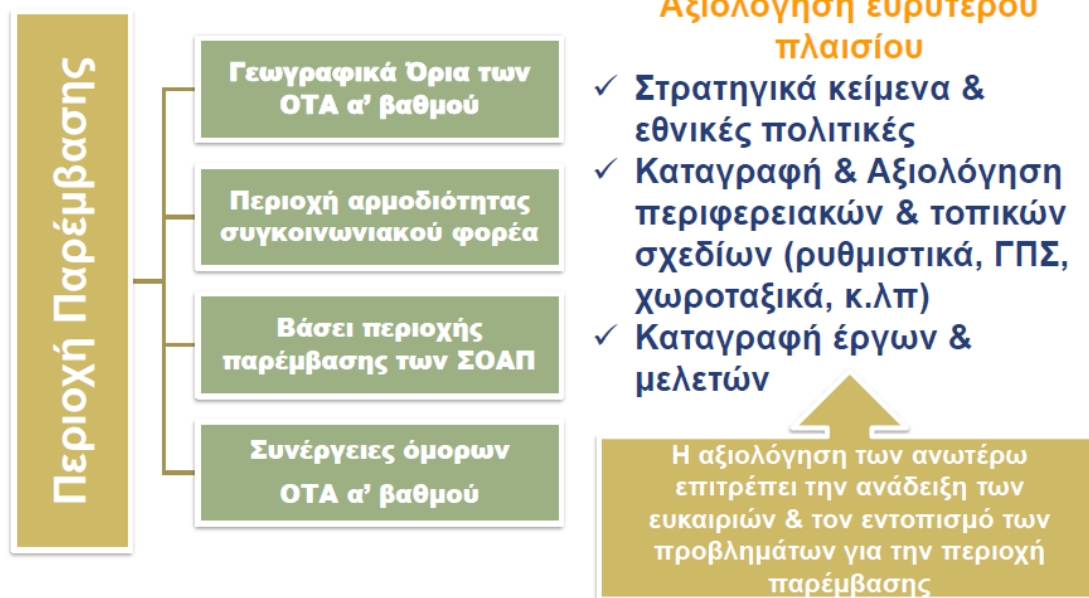 Περιοχή Παρέμβασης
Γεωγραφικά Όρια των
ΟΤΑ α’ βαθμού
Περιοχή αρμοδιότητας
συγκοινωνιακού φορέα
Βάσει περιοχής
παρέμβασης των ΣΟΑΠ
Συνέργειες όμορων
ΟΤΑ α’ βαθμού
Αξιολόγηση ευρύτερου
πλαισίου
✓ Στρατηγικά κείμενα &
εθνικές πολιτικές
✓ Καταγραφή & Αξιολόγηση
περιφερειακών & τοπικών
σχεδίων (ρυθμιστικά, ΓΠΣ,
χωροταξικά, κ.λπ)
✓ Καταγραφή έργων &
μελετών
Η αξιολόγηση των ανωτέρω
επιτρέπει την ανάδειξη των
ευκαιριών & τον εντοπισμό των
προβλημάτων για την περιοχή
παρέμβασης